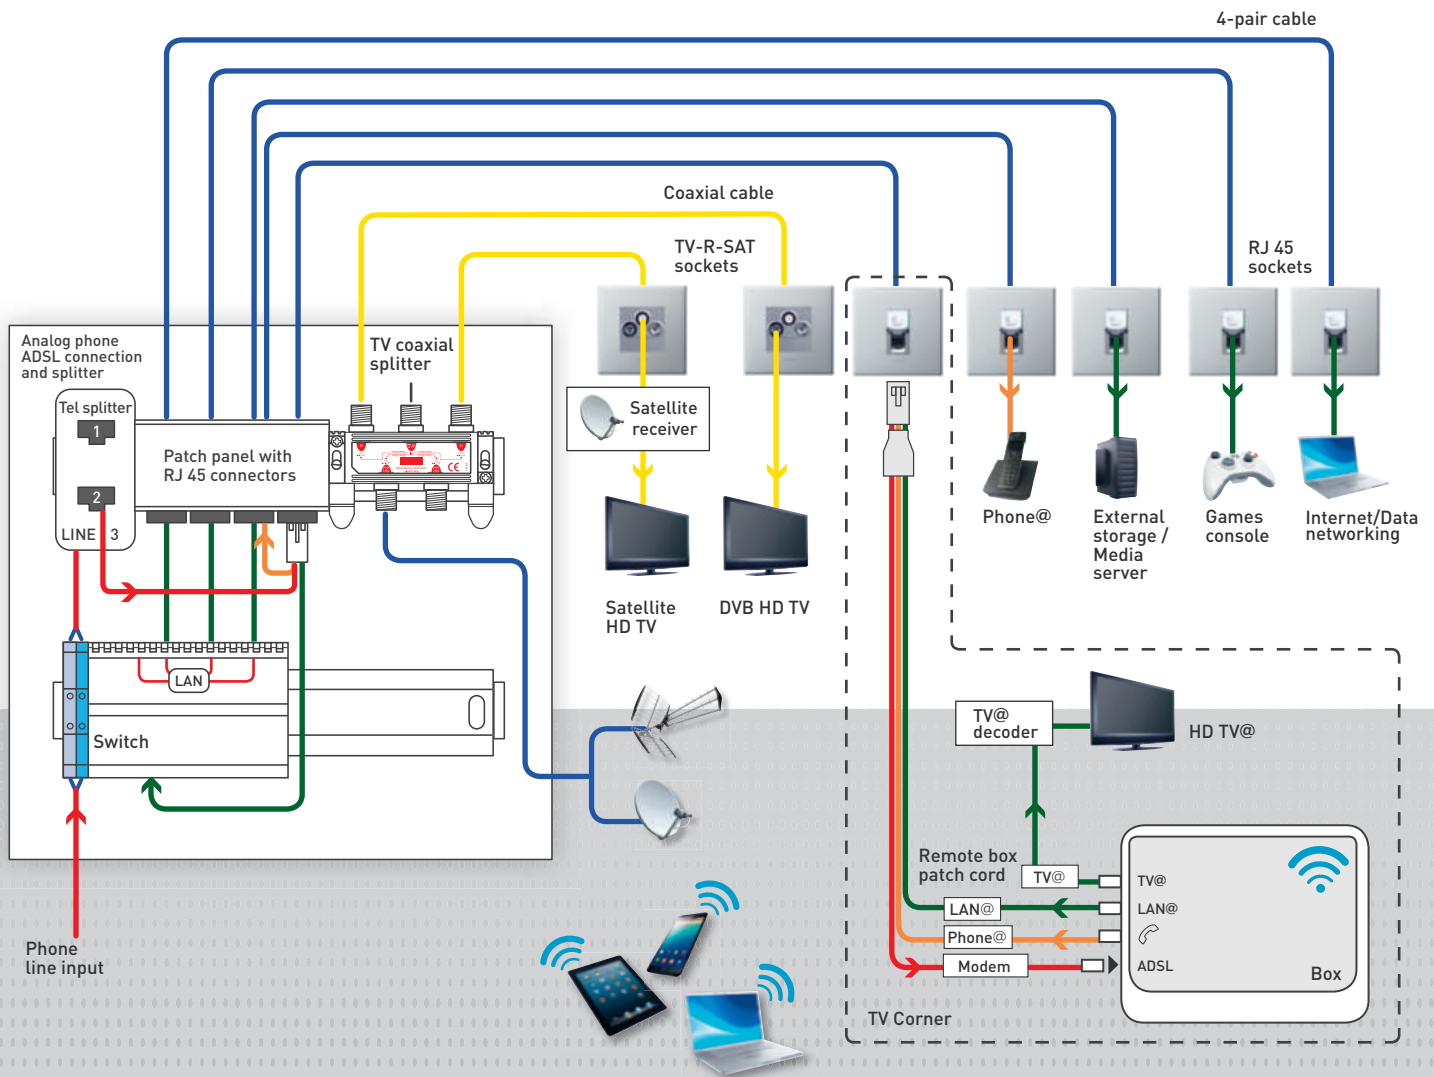 4-pair cable
Coaxial cable
TV-R-SAT
sockets
RJ 45
sockets
Analog phone
ADSL connection
and splitter
TV coaxial
splitter
Tel splitter
1
2
LINE
3
Patch panel with
RJ 45 connectors
CE
Satellite
receiver
Satellite
HD TV
DVB HD TV
Phone@
External
storage /
Media
server
Games
console
Internet/Data
networking
LAN
Switch
Phone
line input
TV@
decoder
HD TV@
Remote box
patch cord
TV@
LAN@
Phone@
Modem
TV@
LAN@
ADSL
Box
TV Corner